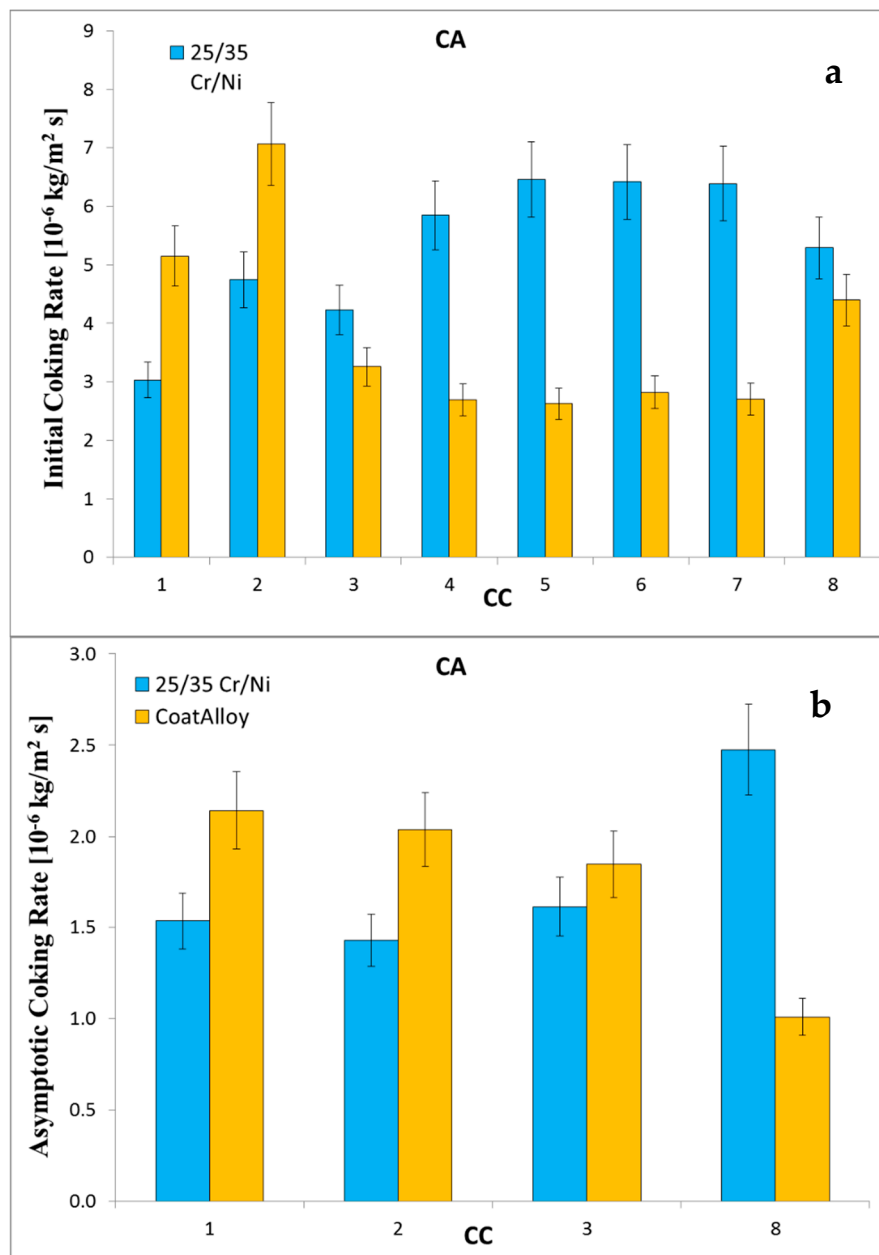 CA
a
25/35
Cr/Ni
Initial Coking Rate [10⁻⁶ kg/m² s]
9
8
7
6
5
4
3
2
1
0
1 2 3 4 5 6 7 8
CC
CA
b
25/35 Cr/Ni
CoatAlloy
Asymptotic Coking Rate [10⁻⁶ kg/m² s]
3.0
2.5
2.0
1.5
1.0
0.5
0.0
1 2 3 8
CC